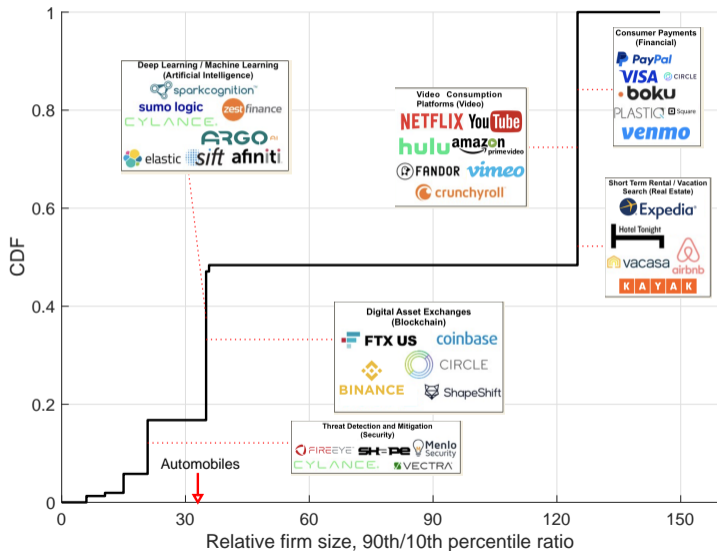 CDF
1
0.8
0.6
0.4
0.2
0
Deep Learning / Machine Learning
(Artificial Intelligence)
sparkcognition
sumo logic
zestfinance
CYLANCE
ARGO AI
elastic
sift
afiniti
Video Consumption
Platforms (Video)
NETFLIX
YouTube
hulu
amazon
primevideo
FANDOR
vimeo
crunchyroll
Consumer Payments
(Financial)
PayPal
VISA
CIRCLE
boku
PLASTIQ
Square
venmo
Short Term Rental / Vacation
Search (Real Estate)
Expedia
Hotel Tonight
vacasa
airbnb
KAYAK
Digital Asset Exchanges
(Blockchain)
FTX US
coinbase
BINANCE
CIRCLE
ShapeShift
Threat Detection and Mitigation
(Security)
FIREEYE
SHAPE
Menlo
Security
CYLANCE
VECTRA
Automobiles
0
30
60
90
120
150
Relative firm size, 90th/10th percentile ratio